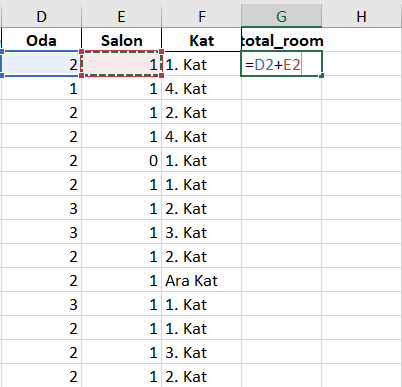 D E F G H
Oda Salon Kat total_room
2 1 1. Kat =D2+E2
1 1 4. Kat
2 1 2. Kat
2 1 4. Kat
2 0 1. Kat
2 1 1. Kat
3 1 2. Kat
3 1 3. Kat
2 1 2. Kat
2 1 Ara Kat
3 1 1. Kat
2 1 1. Kat
2 1 3. Kat
2 1 2. Kat